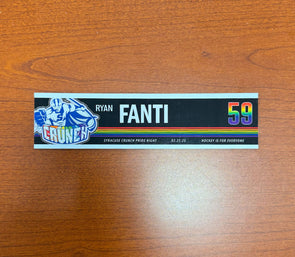 RYAN FANTI 59
CRUNCH
SYRACUSE CRUNCH PRIDE NIGHT HOCKEY IS FOR EVERYONE